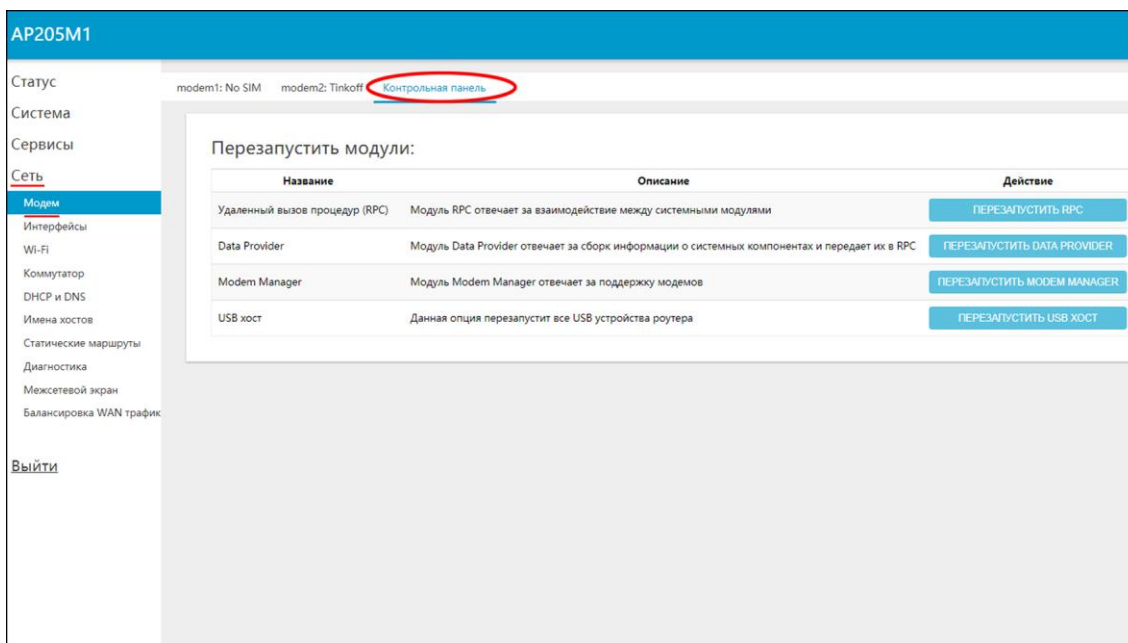 AP205M1
Статус
Система
Сервисы
Сеть
Модем
Интерфейсы
Wi-Fi
Коммутатор
DHCP и DNS
Имена хостов
Статические маршруты
Диагностика
Межсетевой экран
Балансировка WAN трафик
Выйти
modem1: No SIM modem2: Tinkoff Контрольная панель
Перезапустить модули:
Название Описание Действие
Удаленный вызов процедур (RPC) Модуль RPC отвечает за взаимодействие между системными модулями ПЕРЕЗАПУСТИТЬ RPC
Data Provider Модуль Data Provider отвечает за сборк информации о системных компонентах и передает их в RPC ПЕРЕЗАПУСТИТЬ DATA PROVIDER
Modem Manager Модуль Modem Manager отвечает за поддержку модемов ПЕРЕЗАПУСТИТЬ MODEM MANAGER
USB хост Данная опция перезапустит все USB устройства роутера ПЕРЕЗАПУСТИТЬ USB ХОСТ